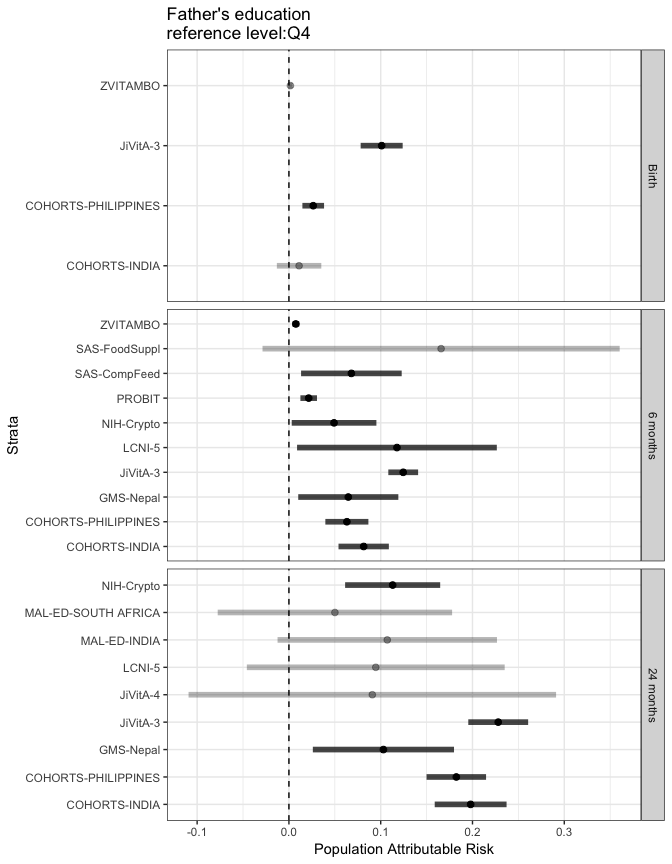 Father's education
reference level:Q4
ZVITAMBO
JiVitA-3
COHORTS-PHILIPPINES
COHORTS-INDIA
Birth
ZVITAMBO
SAS-FoodSuppl
SAS-CompFeed
PROBIT
NIH-Crypto
LCNI-5
JiVitA-3
GMS-Nepal
COHORTS-PHILIPPINES
COHORTS-INDIA
6 months
Strata
NIH-Crypto
MAL-ED-SOUTH AFRICA
MAL-ED-INDIA
LCNI-5
JiVitA-4
JiVitA-3
GMS-Nepal
COHORTS-PHILIPPINES
COHORTS-INDIA
24 months
-0.1 0.0 0.1 0.2 0.3
Population Attributable Risk